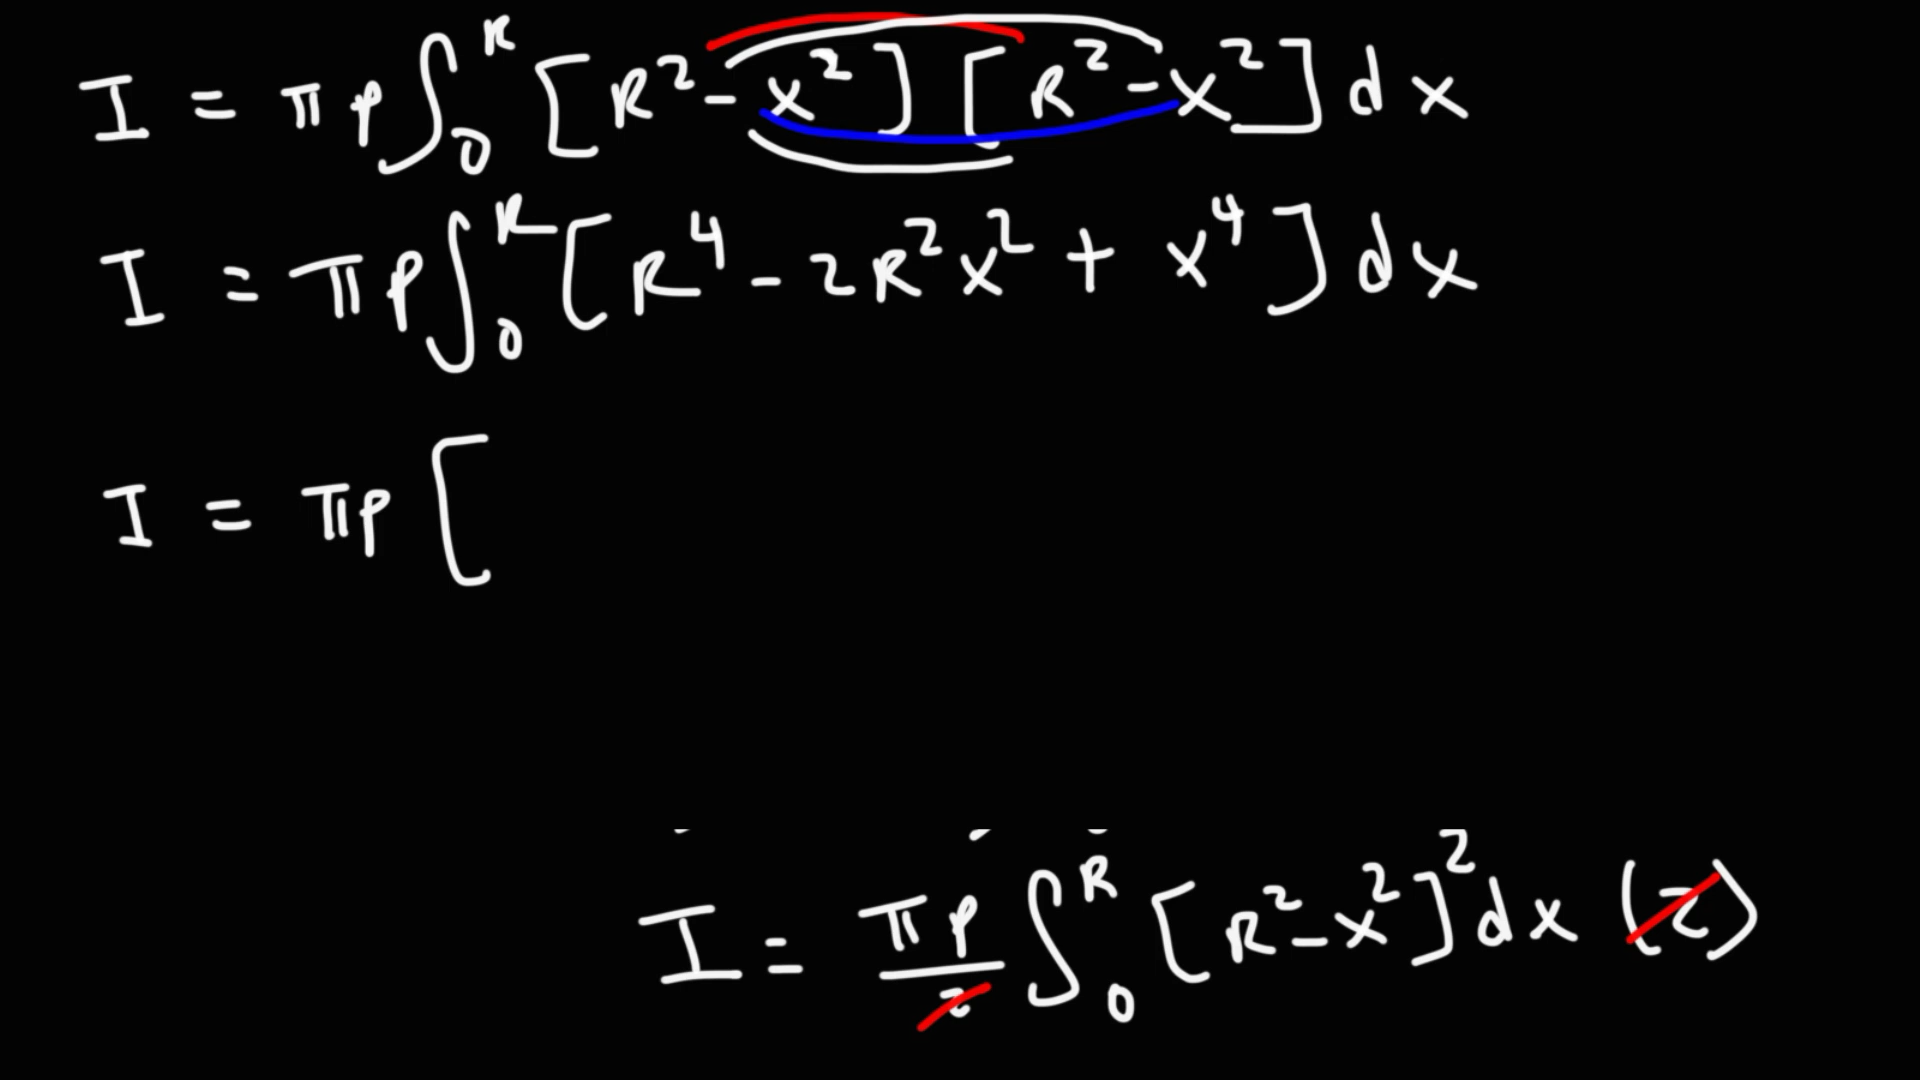 I = πρ∫₀ᴿ [R² - x²] [R² - x²] dx
I = πρ∫₀ᴿ [R⁴ - 2R²x² + x⁴] dx
I = πρ [
I = πρ/2 ∫₀ᴿ [R² - x²]² dx (2)